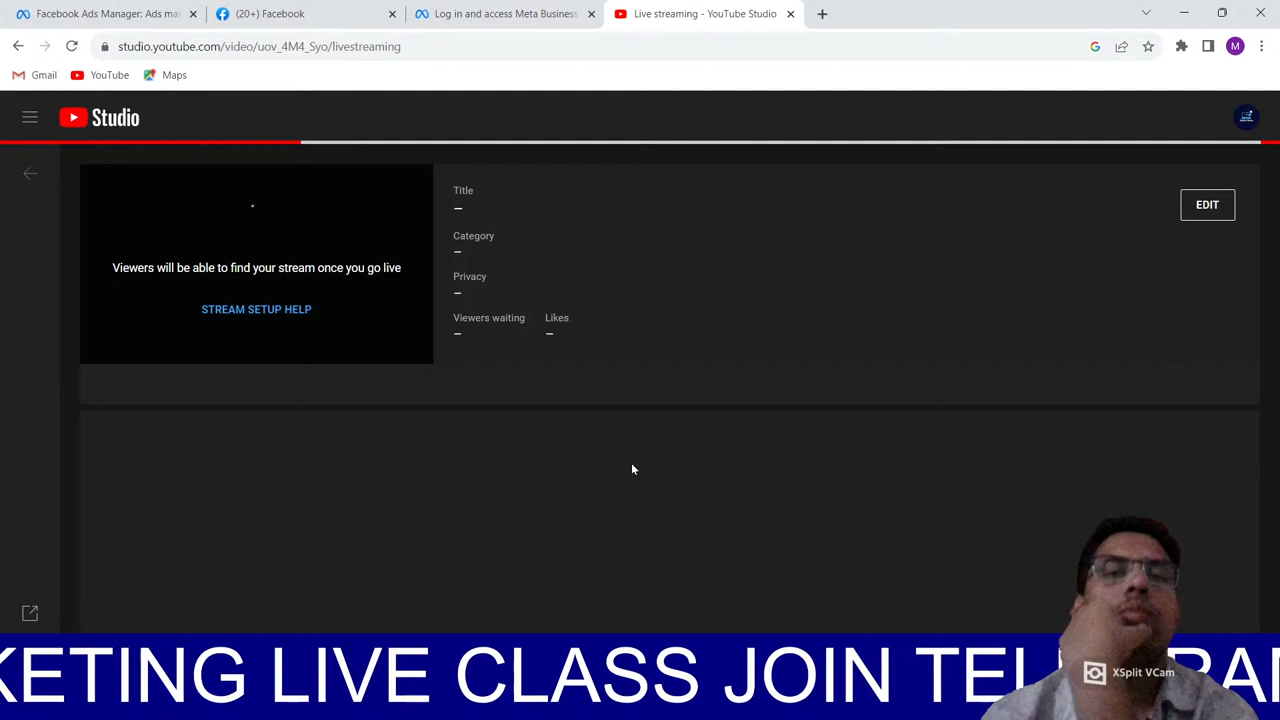 Facebook Ads Manager: Ads mar
(20+) Facebook
Log in and access Meta Business
Live streaming - YouTube Studio
studio.youtube.com/video/uov_4M4_Syo/livestreaming
M
Gmail
YouTube
Maps
Studio
Viewers will be able to find your stream once you go live
STREAM SETUP HELP
Title
–
EDIT
Category
–
Privacy
–
Viewers waiting Likes
– –
KETING LIVE CLASS JOIN TEL RAN
XSplit VCam